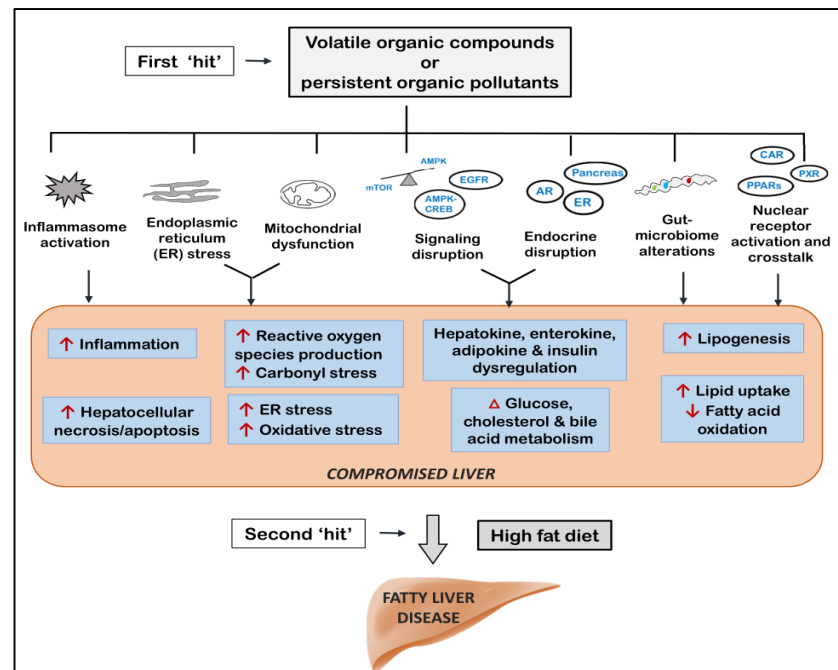 First ‘hit’
Volatile organic compounds
or
persistent organic pollutants
Inflammasome
activation
Endoplasmic
reticulum
(ER) stress
Mitochondrial
dysfunction
AMPK
mTOR
EGFR
AMPK-
CREB
Signaling
disruption
Pancreas
AR
ER
Endocrine
disruption
Gut-
microbiome
alterations
CAR
PXR
PPARs
Nuclear
receptor
activation and
crosstalk
↑ Inflammation
↑ Hepatocellular
necrosis/apoptosis
↑ Reactive oxygen
species production
↑ Carbonyl stress
↑ ER stress
↑ Oxidative stress
Hepatokine, enterokine,
adipokine & insulin
dysregulation
△ Glucose,
cholesterol & bile
acid metabolism
↑ Lipogenesis
↑ Lipid uptake
↓ Fatty acid
oxidation
COMPROMISED LIVER
Second ‘hit’
High fat diet
FATTY LIVER
DISEASE